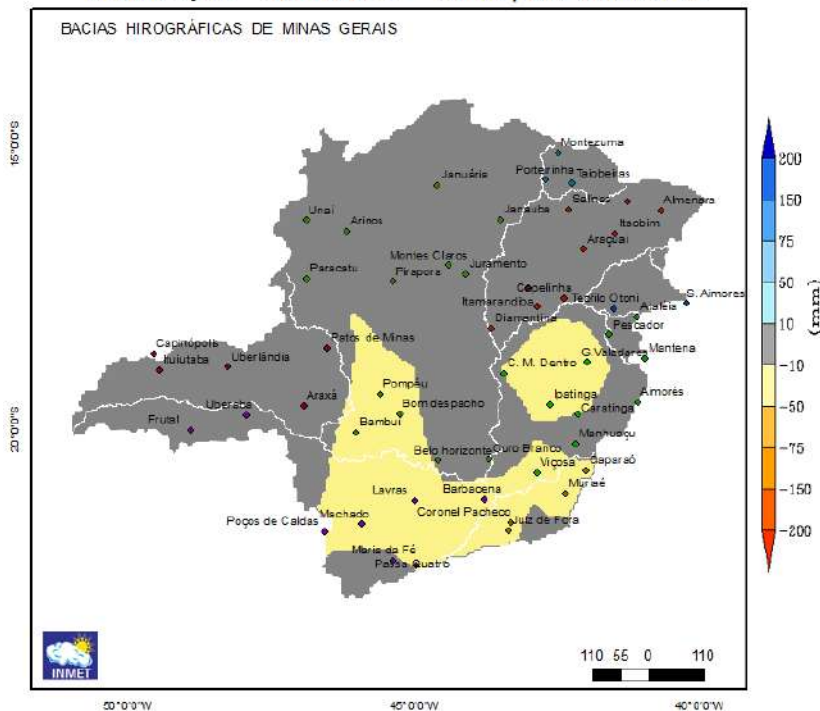 BACIAS HIROGRÁFICAS DE MINAS GERAIS
16°0'0"S
20°0'0"S
Montezuma
Porteirinha
Taiobeiras
Januária
Salinas
Almenara
Unaí
Arinos
Janauba
Itaobim
Araçuai
Montes Claros
Juramento
Pirapora
Paracatu
Capelinha
Itamarandiba
Teófilo Otoni
S. Aimores
Ataléia
Diamantina
Pescador
Patos de Minas
Capinópolis
Ituiutaba
Uberlândia
C. M. Dentro
G.Valadares
Mantena
Pompéu
Araxá
Ibatinga
Aimorés
Uberaba
Bom despacho
Caratinga
Frutal
Bambuí
Manhuaçu
Belo horizonte
Ouro Branco
Caparaó
Viçosa
Lavras
Barbacena
Muriaé
Machado
Coronel Pacheco
Poços de Caldas
Juiz de Fora
Maria da Fé
Passa Quatro
INMET
110 55 0 110
50°0'0"W
45°0'0"W
40°0'0"W
200
150
75
50
10
-10
-50
-75
-150
-200
(mm)